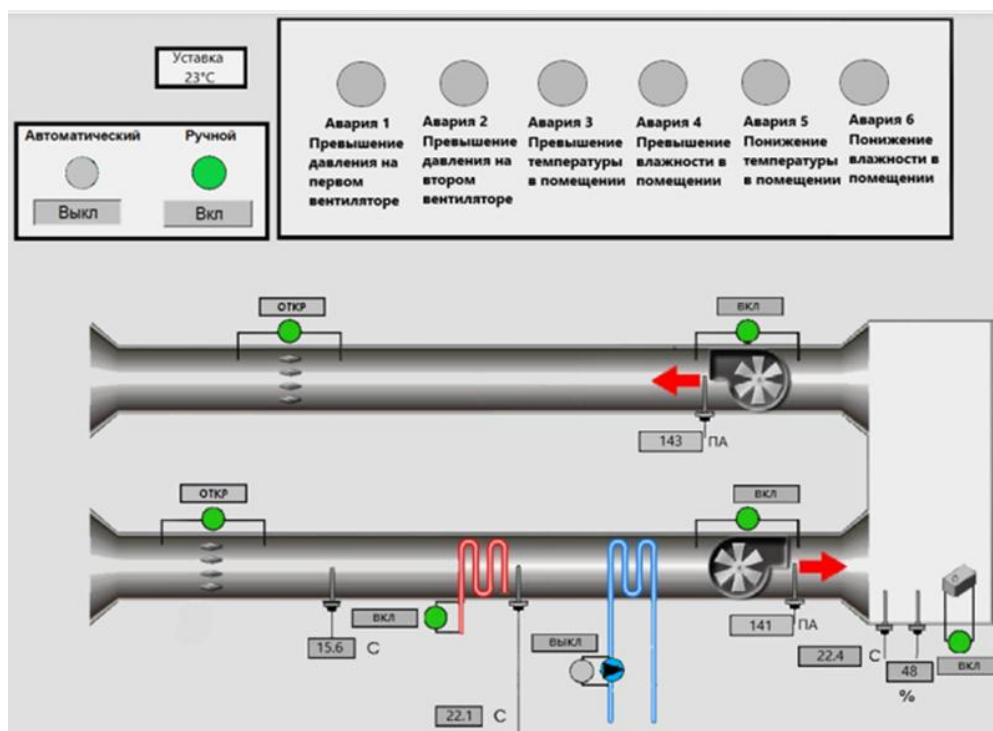 Уставка
23°C
Автоматический
Ручной
Выкл
Вкл
Авария 1
Превышение
давления на
первом
вентиляторе
Авария 2
Превышение
давления на
втором
вентиляторе
Авария 3
Превышение
температуры
в помещении
Авария 4
Превышение
влажности в
помещении
Авария 5
Понижение
температуры
в помещении
Авария 6
Понижение
влажности в
помещении
ОТКР
ВКЛ
143 ПА
ОТКР
ВКЛ
ВКЛ
15.6 С
ВЫКЛ
141 ПА
22.4 С
48
%
ВКЛ
22.1 С